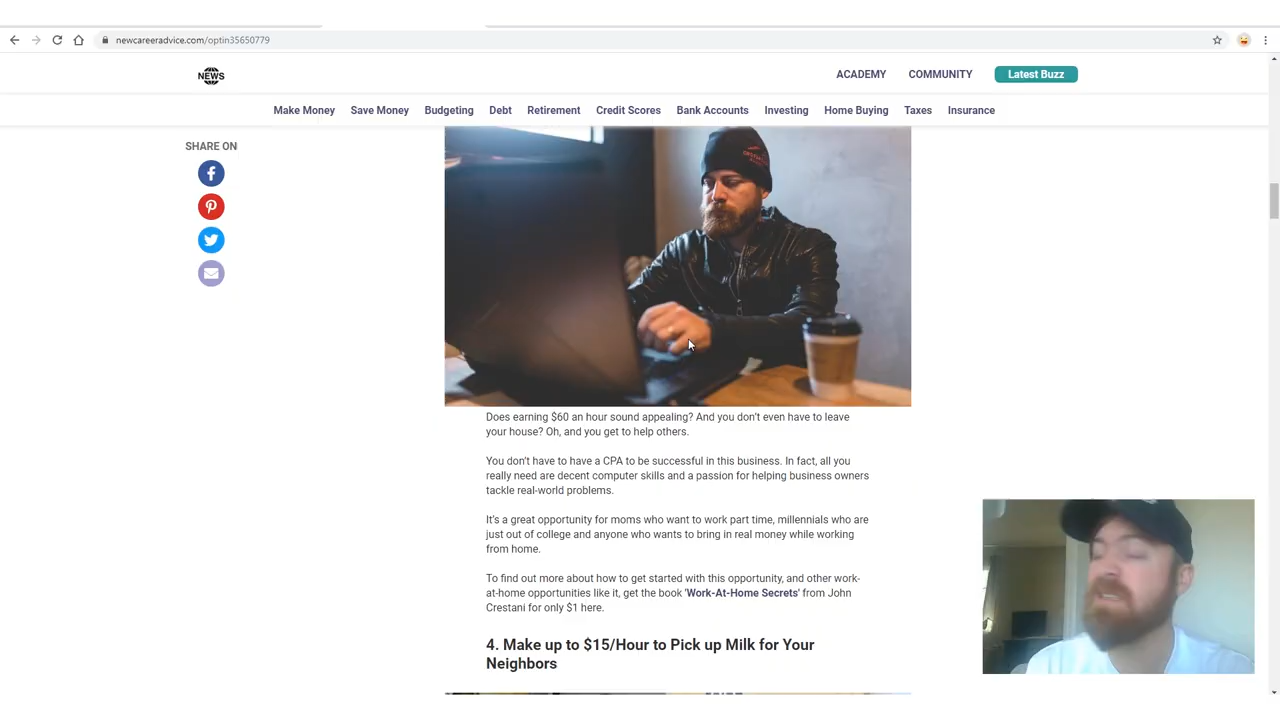 newcareeradvice.com/optin35650779
NEWS
ACADEMY
COMMUNITY
Latest Buzz
Make Money
Save Money
Budgeting
Debt
Retirement
Credit Scores
Bank Accounts
Investing
Home Buying
Taxes
Insurance
SHARE ON
Does earning $60 an hour sound appealing? And you don't even have to leave
your house? Oh, and you get to help others.
You don't have to have a CPA to be successful in this business. In fact, all you
really need are decent computer skills and a passion for helping business owners
tackle real-world problems.
It's a great opportunity for moms who want to work part time, millennials who are
just out of college and anyone who wants to bring in real money while working
from home.
To find out more about how to get started with this opportunity, and other work-
at-home opportunities like it, get the book 'Work-At-Home Secrets' from John
Crestani for only $1 here.
4. Make up to $15/Hour to Pick up Milk for Your
Neighbors